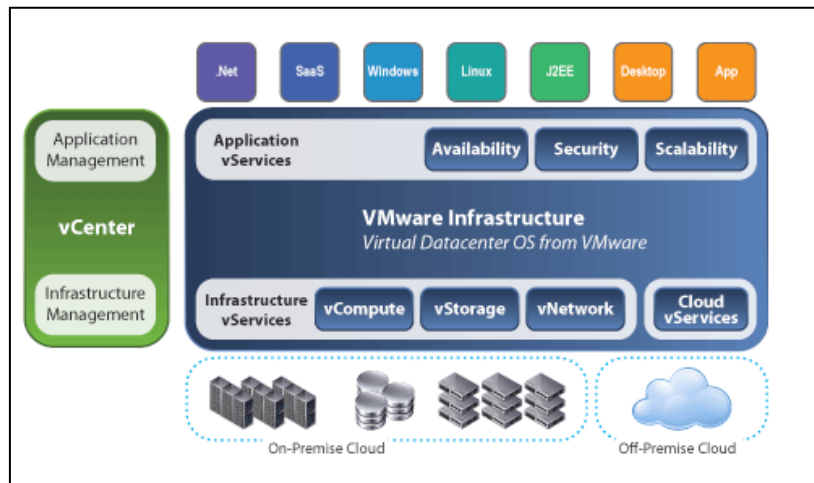 .Net
SaaS
Windows
Linux
J2EE
Desktop
App
Application
Management
vCenter
Infrastructure
Management
Application
vServices
Availability
Security
Scalability
VMware Infrastructure
Virtual Datacenter OS from VMware
Infrastructure
vServices
vCompute
vStorage
vNetwork
Cloud
vServices
On-Premise Cloud
Off-Premise Cloud